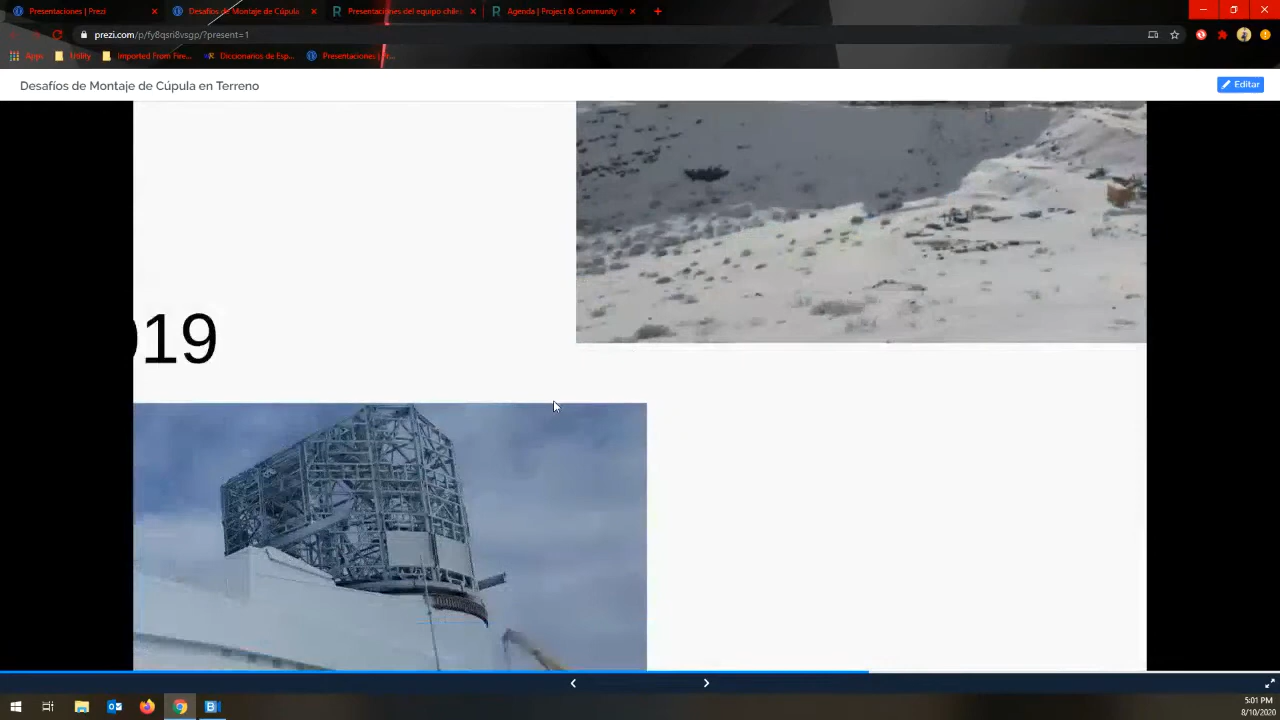 Presentaciones | Prezi
Desafíos de Montaje de Cúpula
Presentaciones del equipo chile
Agenda | Project & Community
prezi.com/p/fy8qsri8vsgp/?present=1
Apps
Utility
Imported From Fire...
Diccionarios de Esp...
Presentaciones |
Desafíos de Montaje de Cúpula en Terreno
Editar
019
5:01 PM
8/10/2020